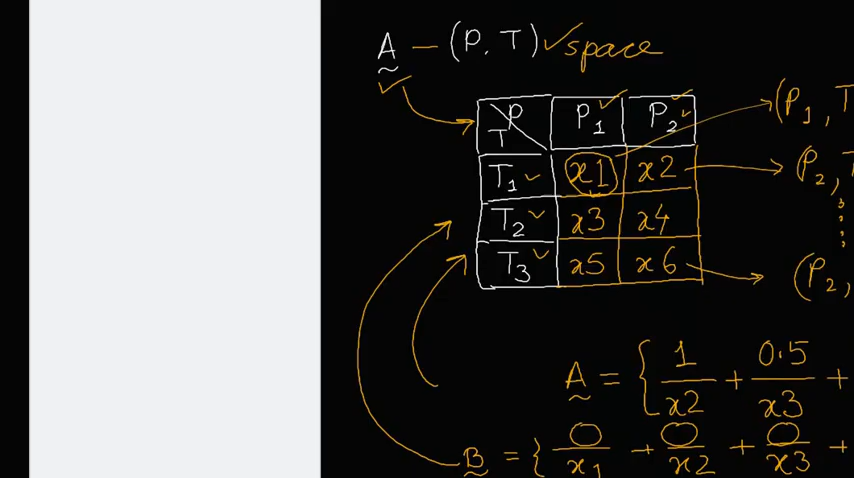 A — (P, T) space
P
T P1 P2
T1 x1 x2
T2 x3 x4
T3 x5 x6
(P1, T
(P2, T
(P2,
A = { 1/x2 + 0.5/x3 +
B = { 0/x1 + 0/x2 + 0/x3 +